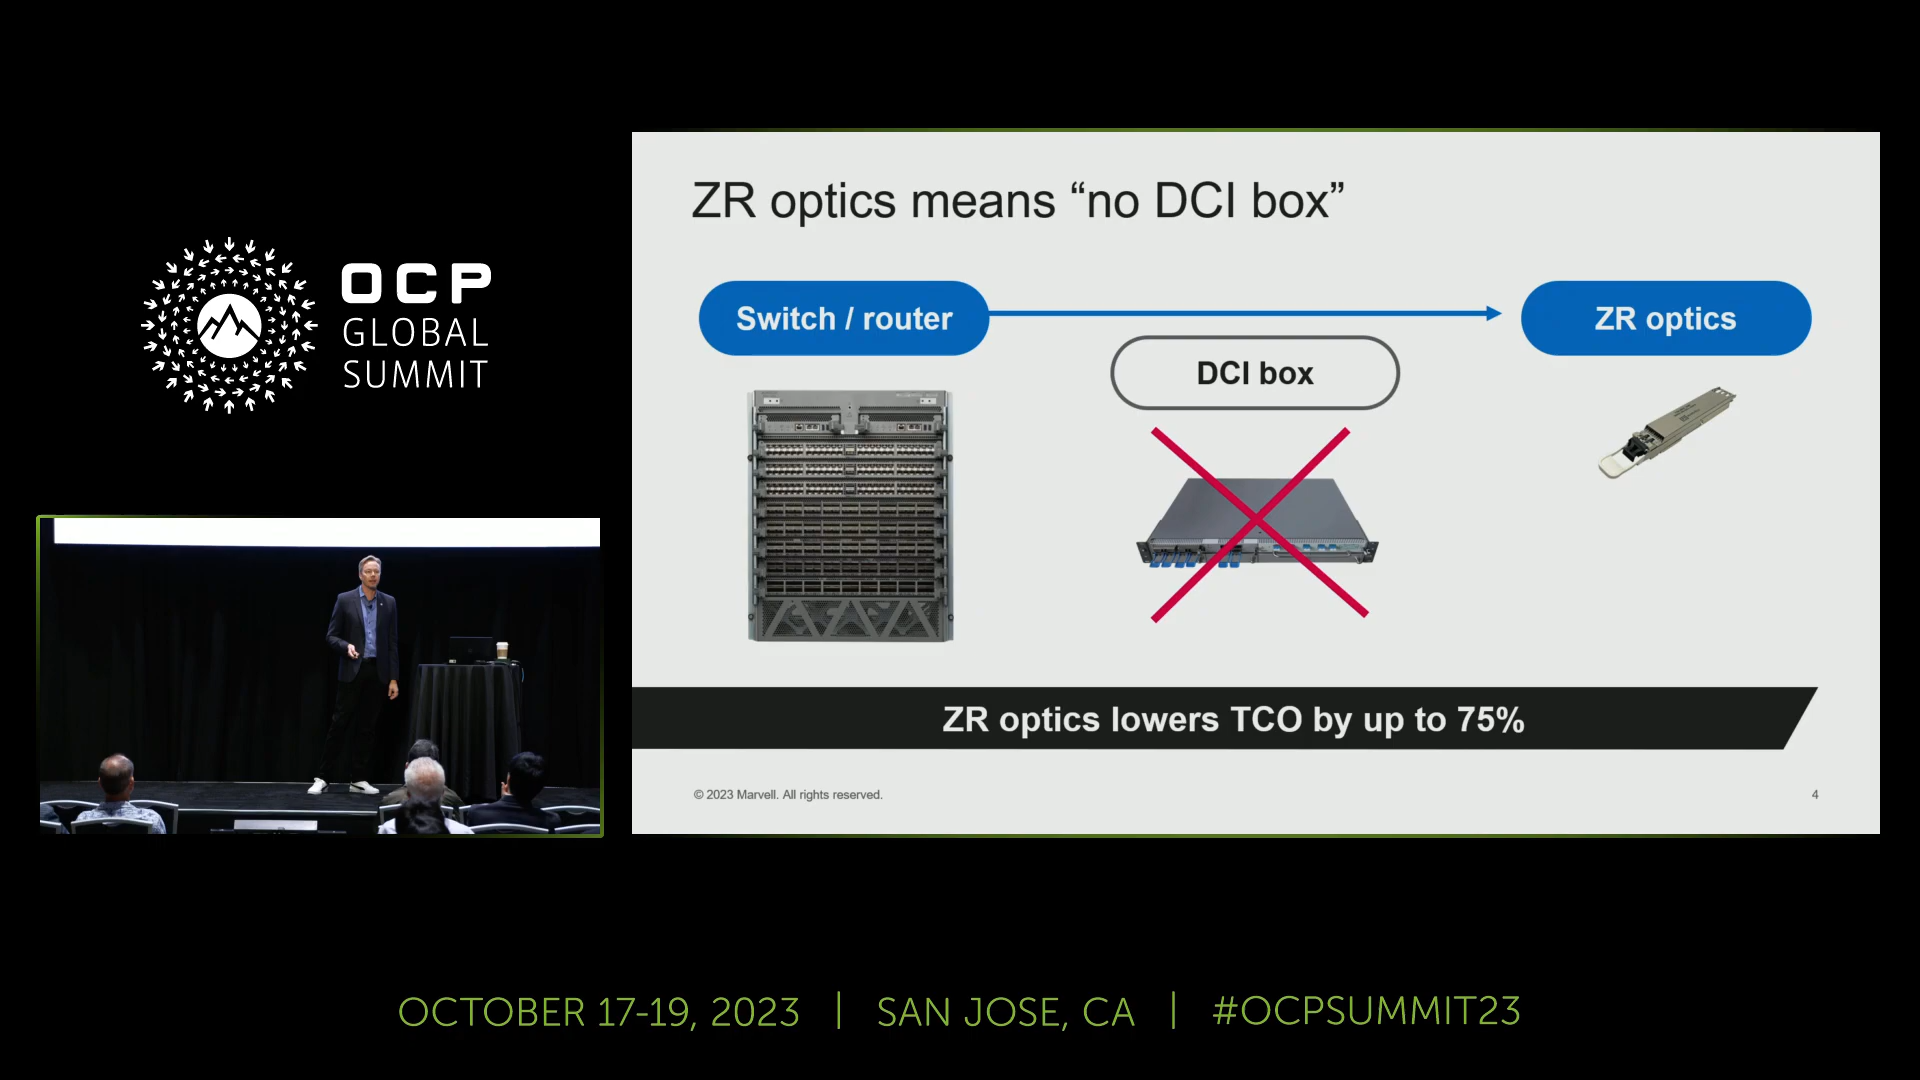 OCP
GLOBAL
SUMMIT
ZR optics means “no DCI box”
Switch / router
ZR optics
DCI box
ZR optics lowers TCO by up to 75%
© 2023 Marvell. All rights reserved.
4
OCTOBER 17-19, 2023 | SAN JOSE, CA | #OCPSUMMIT23